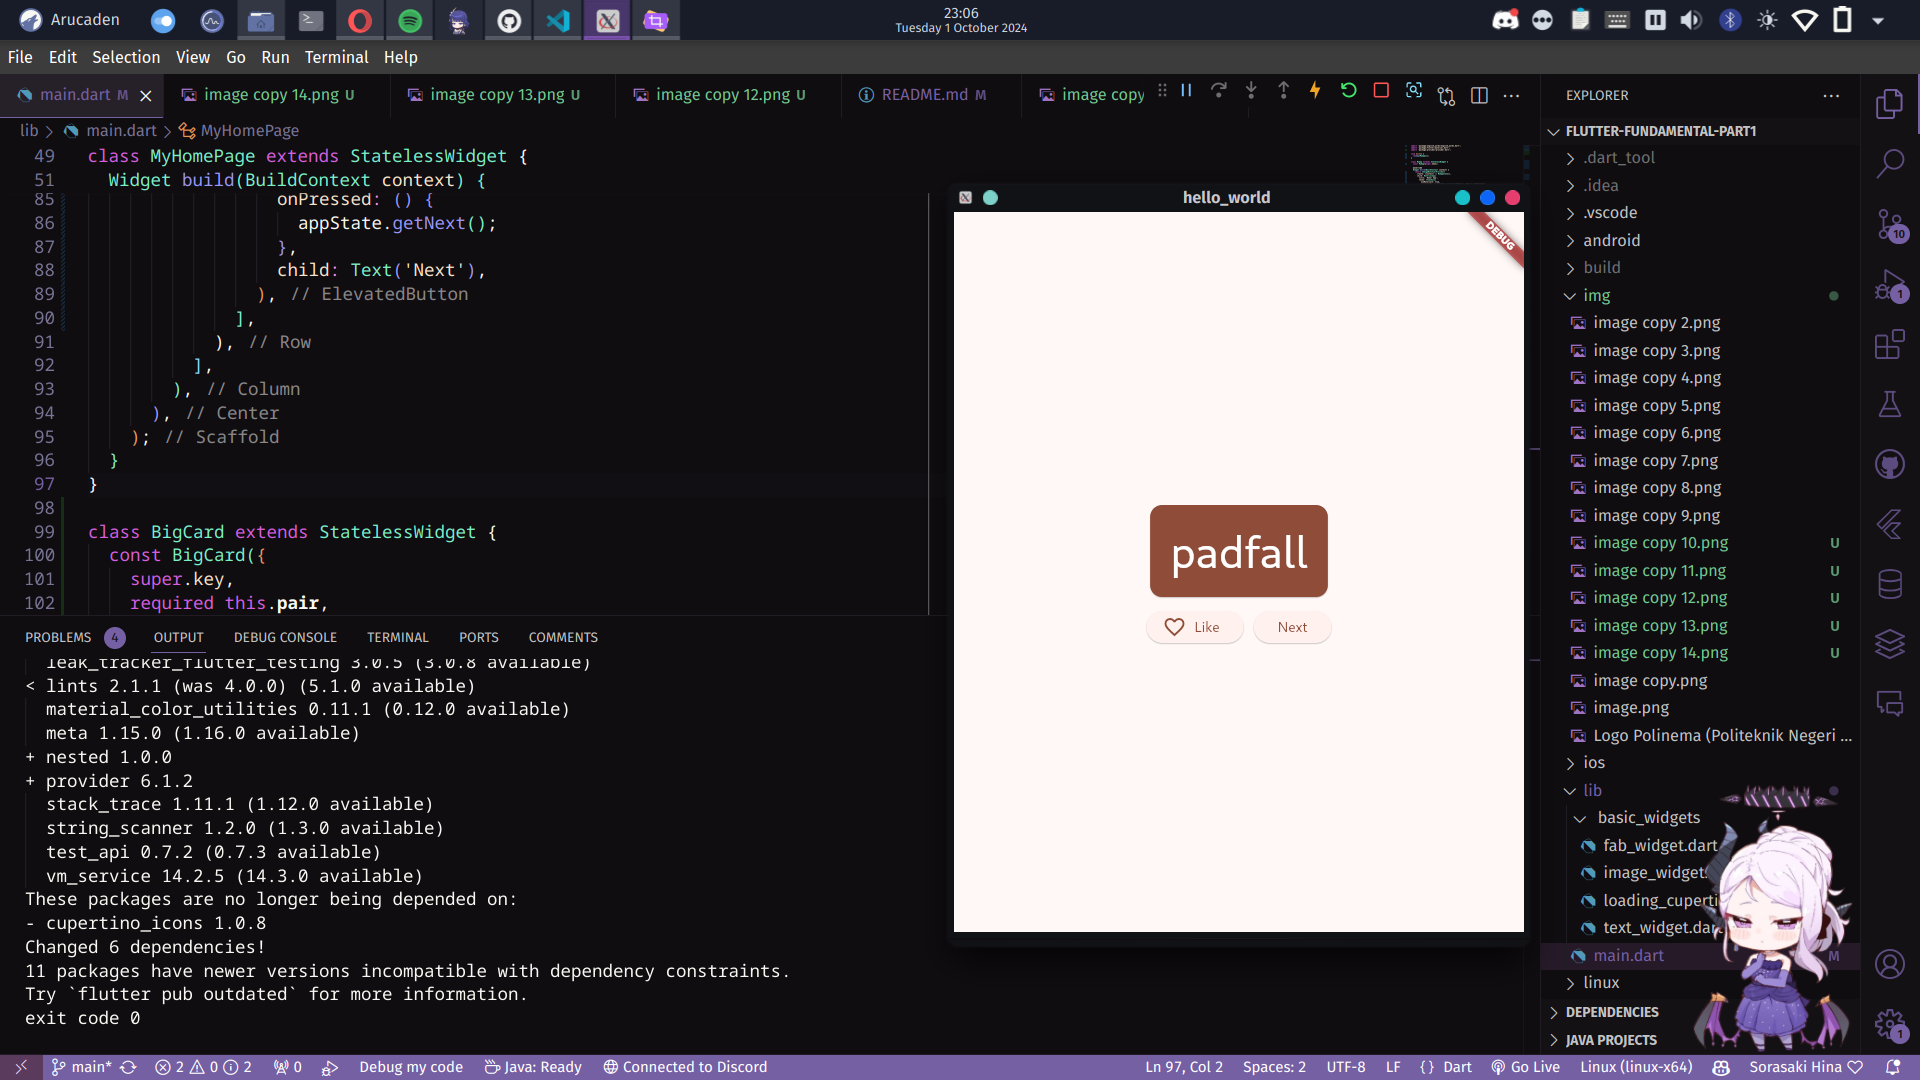 Arucaden
23:06
Tuesday 1 October 2024
File Edit Selection View Go Run Terminal Help
main.dart M
image copy 14.png U
image copy 13.png U
image copy 12.png U
README.md M
image copy
lib > main.dart > MyHomePage
49 class MyHomePage extends StatelessWidget {
51 Widget build(BuildContext context) {
85 onPressed: () {
86 appState.getNext();
87 },
88 child: Text('Next'),
89 ), // ElevatedButton
90 ],
91 ), // Row
92 ],
93 ), // Column
94 ), // Center
95 ); // Scaffold
96 }
97 }
98
99 class BigCard extends StatelessWidget {
100 const BigCard({
101 super.key,
102 required this.pair,
hello_world
DEBUG
padfall
Like
Next
PROBLEMS 4 OUTPUT DEBUG CONSOLE TERMINAL PORTS COMMENTS
leak_tracker_flutter_testing 3.0.5 (3.0.8 available)
< lints 2.1.1 (was 4.0.0) (5.1.0 available)
material_color_utilities 0.11.1 (0.12.0 available)
meta 1.15.0 (1.16.0 available)
+ nested 1.0.0
+ provider 6.1.2
stack_trace 1.11.1 (1.12.0 available)
string_scanner 1.2.0 (1.3.0 available)
test_api 0.7.2 (0.7.3 available)
vm_service 14.2.5 (14.3.0 available)
These packages are no longer being depended on:
- cupertino_icons 1.0.8
Changed 6 dependencies!
11 packages have newer versions incompatible with dependency constraints.
Try `flutter pub outdated` for more information.
exit code 0
EXPLORER
FLUTTER-FUNDAMENTAL-PART1
.dart_tool
.idea
.vscode
android
build
img
image copy 2.png
image copy 3.png
image copy 4.png
image copy 5.png
image copy 6.png
image copy 7.png
image copy 8.png
image copy 9.png
image copy 10.png U
image copy 11.png U
image copy 12.png U
image copy 13.png U
image copy 14.png U
image copy.png
image.png
Logo Polinema (Politeknik Negeri ...
ios
lib
basic_widgets
fab_widget.dart
image_widget.
loading_cuperti
text_widget.dar
main.dart M
linux
DEPENDENCIES
JAVA PROJECTS
10
1
1
main* 2 0 2 0 Debug my code Java: Ready Connected to Discord
Ln 97, Col 2 Spaces: 2 UTF-8 LF {} Dart Go Live Linux (linux-x64) Sorasaki Hina